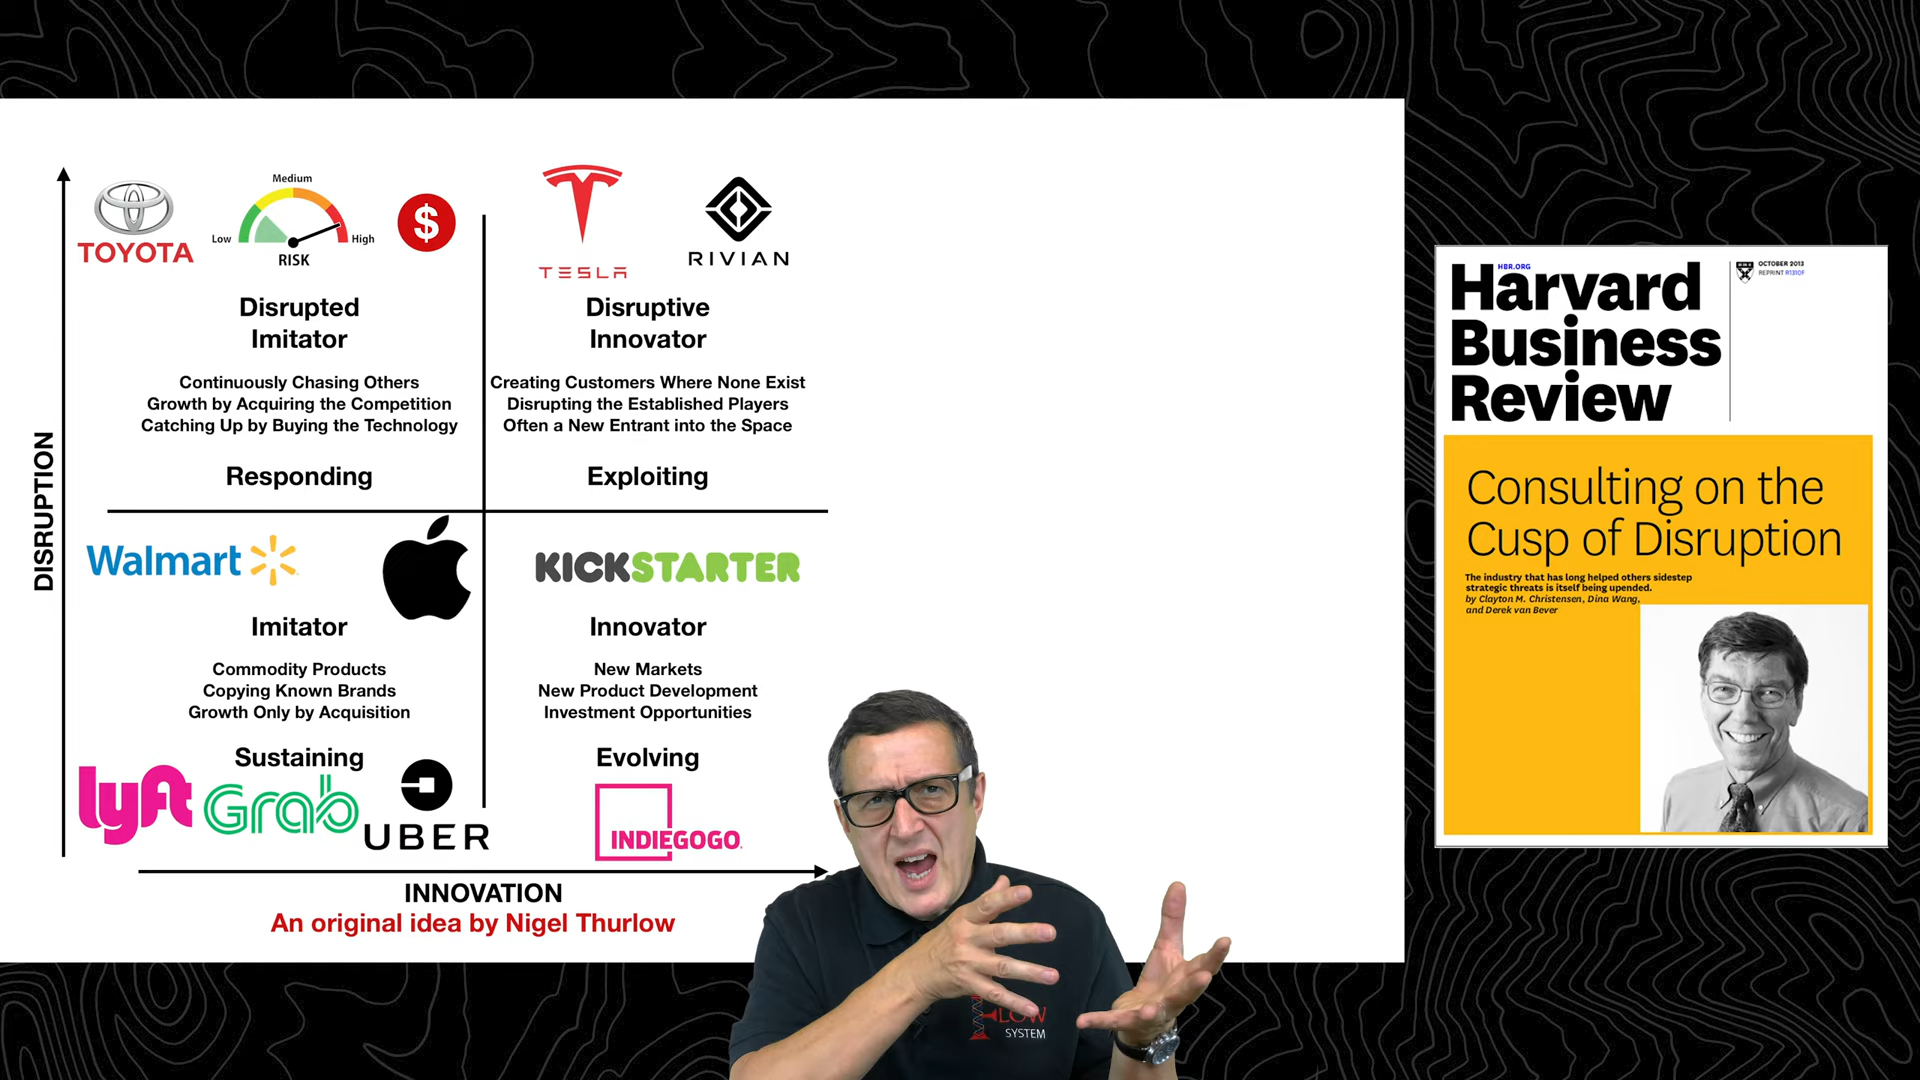 TOYOTA
Medium
Low
High
RISK
$
TESLA
RIVIAN
Disrupted
Imitator
Continuously Chasing Others
Growth by Acquiring the Competition
Catching Up by Buying the Technology
Responding
Disruptive
Innovator
Creating Customers Where None Exist
Disrupting the Established Players
Often a New Entrant into the Space
Exploiting
DISRUPTION
Walmart
Imitator
Commodity Products
Copying Known Brands
Growth Only by Acquisition
Sustaining
lyft
Grab
UBER
KICKSTARTER
Innovator
New Markets
New Product Development
Investment Opportunities
Evolving
INDIEGOGO
INNOVATION
An original idea by Nigel Thurlow
LOW
SYSTEM
HBR.ORG
Harvard
Business
Review
OCTOBER 2013
REPRINT R1310F
Consulting on the
Cusp of Disruption
The industry that has long helped others sidestep
strategic threats is itself being upended.
by Clayton M. Christensen, Dina Wang,
and Derek van Bever